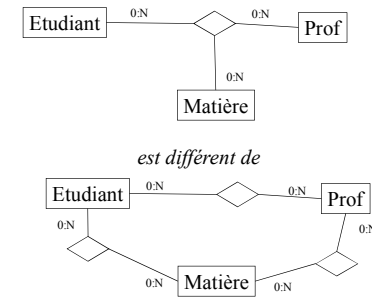 0:N 0:N
Etudiant Prof
0:N
Matière
est différent de
Etudiant 0:N 0:N Prof
0:N 0:N
0:N Matière 0:N